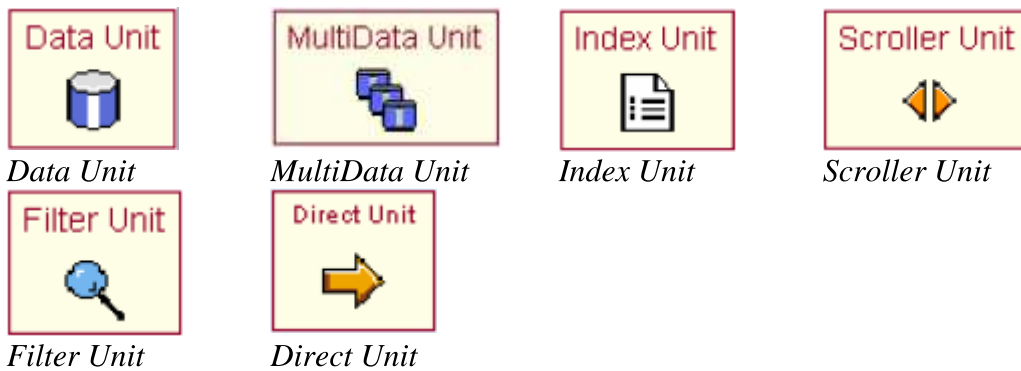 Data Unit
MultiData Unit
Index Unit
Scroller Unit
Data Unit
MultiData Unit
Index Unit
Scroller Unit
Filter Unit
Direct Unit
Filter Unit
Direct Unit